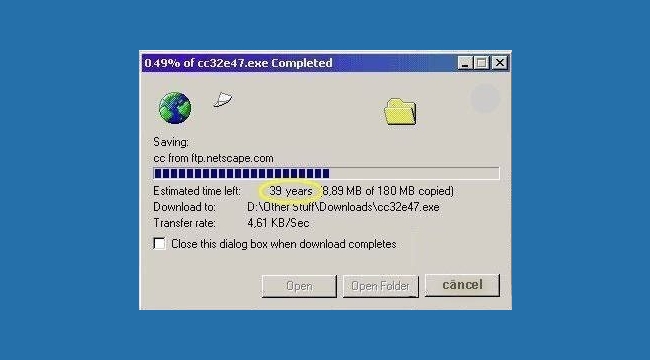 0.49% of cc32e47.exe Completed
Saving:
cc from ftp.netscape.com
Estimated time left: 39 years 8,89 MB of 180 MB copied)
Download to: D:\Other Stuff\Downloads\cc32e47.exe
Transfer rate: 4,61 KB/Sec
Close this dialog box when download completes
Open Open Folder câncel